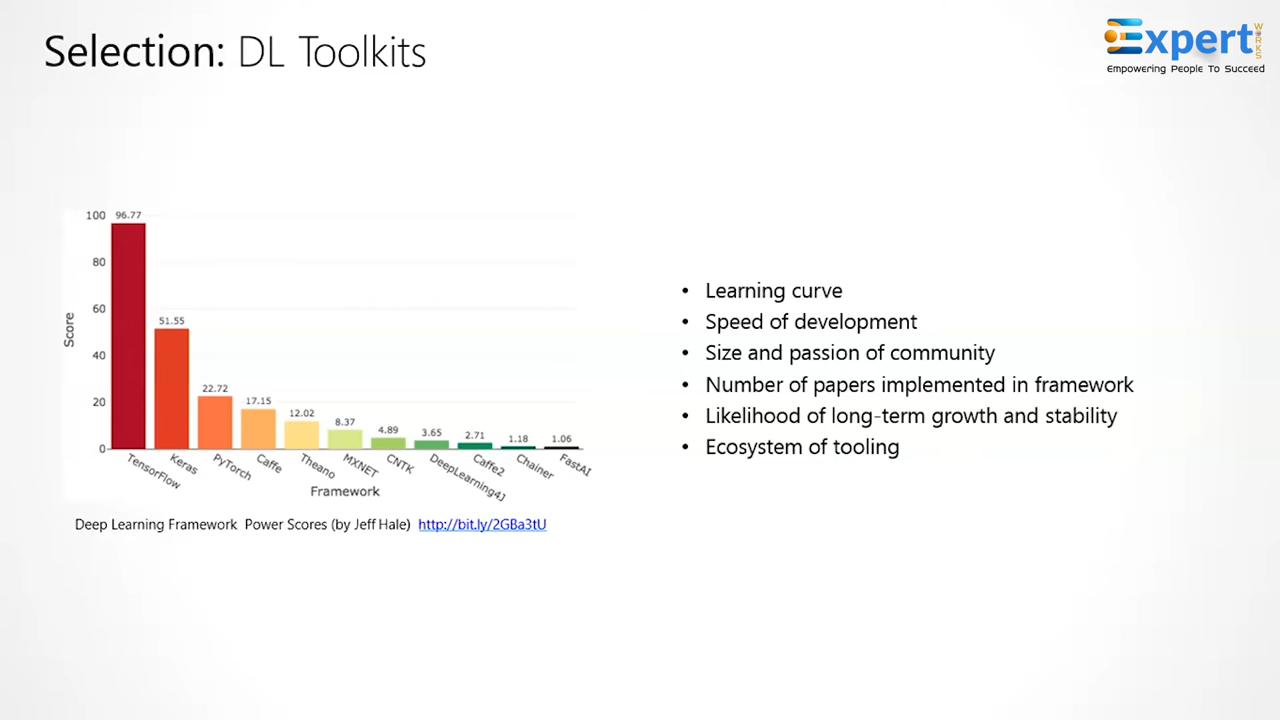 Selection: DL Toolkits
Expert
WORKS
Empowering People To Succeed
100
96.77
80
60
51.55
40
22.72
20
17.15
12.02
8.37
4.89
3.65
2.71
1.18
1.06
0
Score
TensorFlow
Keras
PyTorch
Caffe
Theano
MXNET
CNTK
DeepLearning4J
Caffe2
Chainer
FastAI
Framework
Deep Learning Framework Power Scores (by Jeff Hale) http://bit.ly/2GBa3tU
• Learning curve
• Speed of development
• Size and passion of community
• Number of papers implemented in framework
• Likelihood of long-term growth and stability
• Ecosystem of tooling